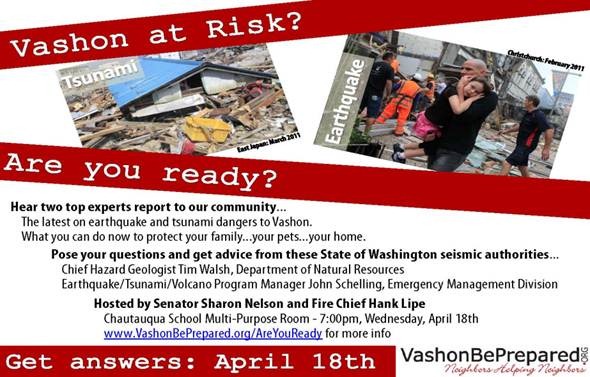 Vashon at Risk?
Tsunami
East Japan: March 2011
Christchurch: February 2011
Earthquake
Are you ready?
Hear two top experts report to our community...
The latest on earthquake and tsunami dangers to Vashon.
What you can do now to protect your family...your pets...your home.
Pose your questions and get advice from these State of Washington seismic authorities...
Chief Hazard Geologist Tim Walsh, Department of Natural Resources
Earthquake/Tsunami/Volcano Program Manager John Schelling, Emergency Management Division
Hosted by Senator Sharon Nelson and Fire Chief Hank Lipe
Chautauqua School Multi-Purpose Room - 7:00pm, Wednesday, April 18th
www.VashonBePrepared.org/AreYouReady for more info
Get answers: April 18th
VashonBePrepared.ORG
Neighbors Helping Neighbors